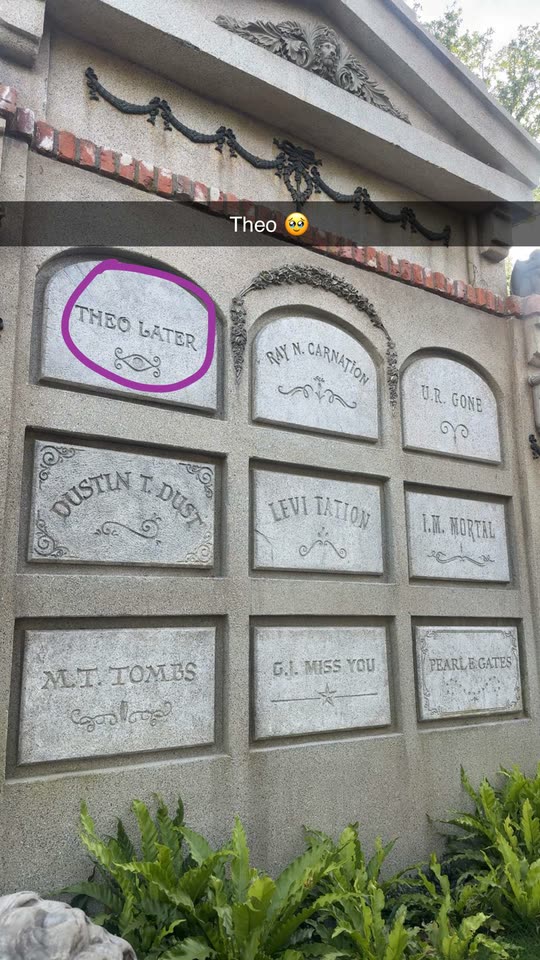 Theo 🥹
THEO LATER
RAY N. CARNATION
U.R. GONE
DUSTIN T. DUST
LEVI TATION
I.M. MORTAL
M.T. TOMBS
G.I. MISS YOU
PEARL E. GATES